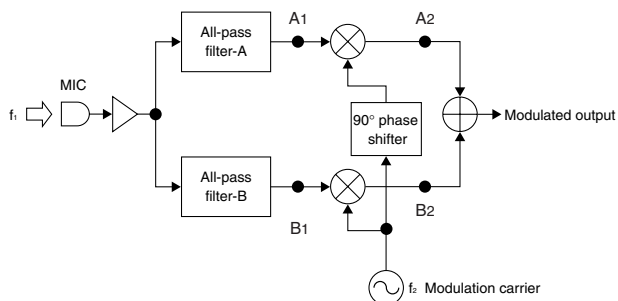 A1
A2
All-pass
filter-A
MIC
f₁
90° phase
shifter
Modulated output
All-pass
filter-B
B1
B2
f₂ Modulation carrier